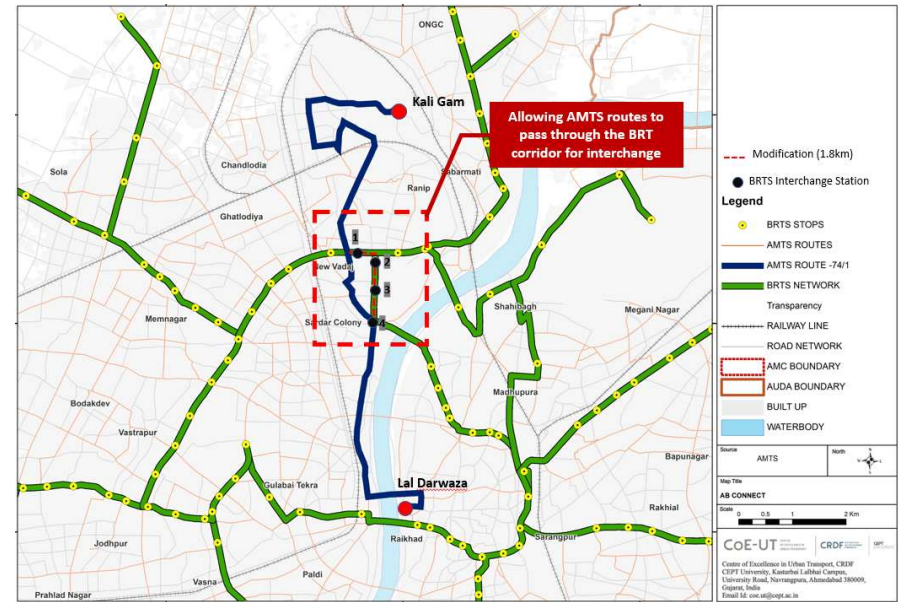 ONGC
Kali Gam
Allowing AMTS routes to
pass through the BRT
corridor for interchange
Sola
Chandlodia
Sabarmati
Ranip
Ghatlodiya
1
2
New Vadaj
3
Sardar Colony
4
Shahibagh
Megani Nagar
Memnagar
Madhupura
Bodakdev
Vastrapur
Bapunagar
Gulabai Tekra
Lal Darwaza
Rakhial
Jodhpur
Raikhad
Sarangpur
Vasna
Paldi
Prahlad Nagar
Modification (1.8km)
BRTS Interchange Station
Legend
BRTS STOPS
AMTS ROUTES
AMTS ROUTE -74/1
BRTS NETWORK
Transparency
RAILWAY LINE
ROAD NETWORK
AMC BOUNDARY
AUDA BOUNDARY
BUILT UP
WATERBODY
Source
AMTS
North
Map Title
AB CONNECT
Scale
0 0.5 1 2 Km
CoE-UT
CRDF
CEPT
Centre of Excellence in Urban Transport, CRDF
CEPT University, Kasturbai Lalbhai Campus,
University Road, Navrangpura, Ahmedabad 380009,
Gujarat, India
Email Id: coe.ut@cept.ac.in